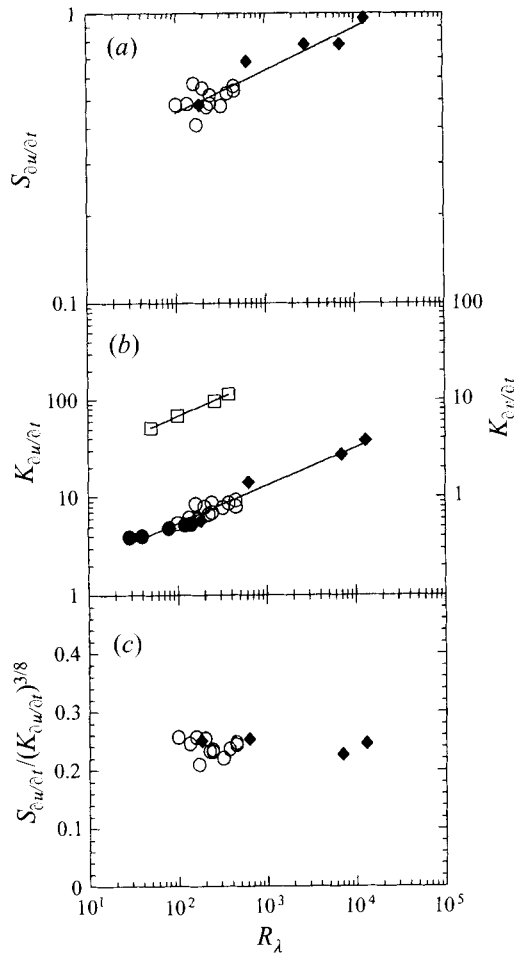 1
(a)
S∂u/∂t
0.1
100
(b)
100
10
K∂u/∂t
K∂v/∂t
10
1
1
(c)
0.4
0.3
0.2
0.1
0
S∂u/∂t/(K∂u/∂t)3/8
10¹ 10² 10³ 10⁴ 10⁵
Rλ